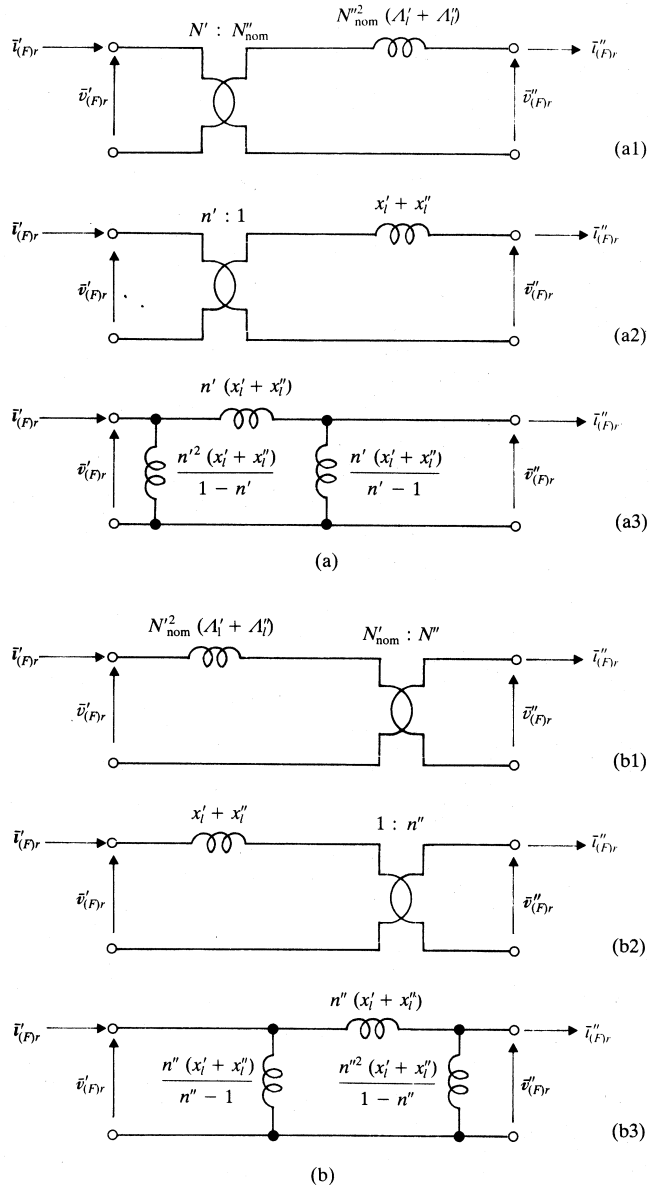 N′ : N″nom
N″²nom (Λ′l + Λ″l)
ī′(F)r
ī″(F)r
v̄′(F)r
v̄″(F)r
(a1)
n′ : 1
x′l + x″l
ī′(F)r
ī″(F)r
v̄′(F)r
v̄″(F)r
(a2)
n′ (x′l + x″l)
ī′(F)r
ī″(F)r
v̄′(F)r
n′² (x′l + x″l)
1 − n′
n′ (x′l + x″l)
n′ − 1
v̄″(F)r
(a3)
(a)
N′²nom (Λ′l + Λ″l)
N′nom : N″
ī′(F)r
ī″(F)r
v̄′(F)r
v̄″(F)r
(b1)
x′l + x″l
1 : n″
ī′(F)r
ī″(F)r
v̄′(F)r
v̄″(F)r
(b2)
n″ (x′l + x″l)
ī′(F)r
ī″(F)r
v̄′(F)r
n″ (x′l + x″l)
n″ − 1
n″² (x′l + x″l)
1 − n″
v̄″(F)r
(b3)
(b)